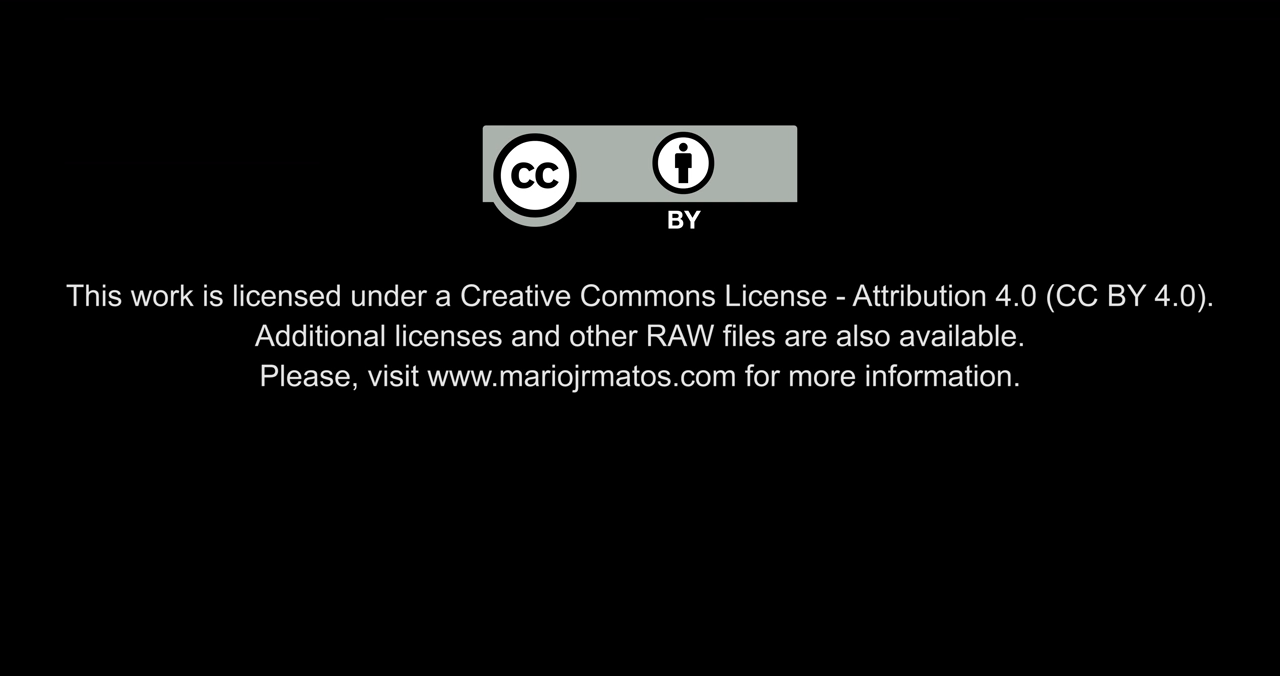 CC
BY
This work is licensed under a Creative Commons License - Attribution 4.0 (CC BY 4.0).
Additional licenses and other RAW files are also available.
Please, visit www.mariojrmatos.com for more information.